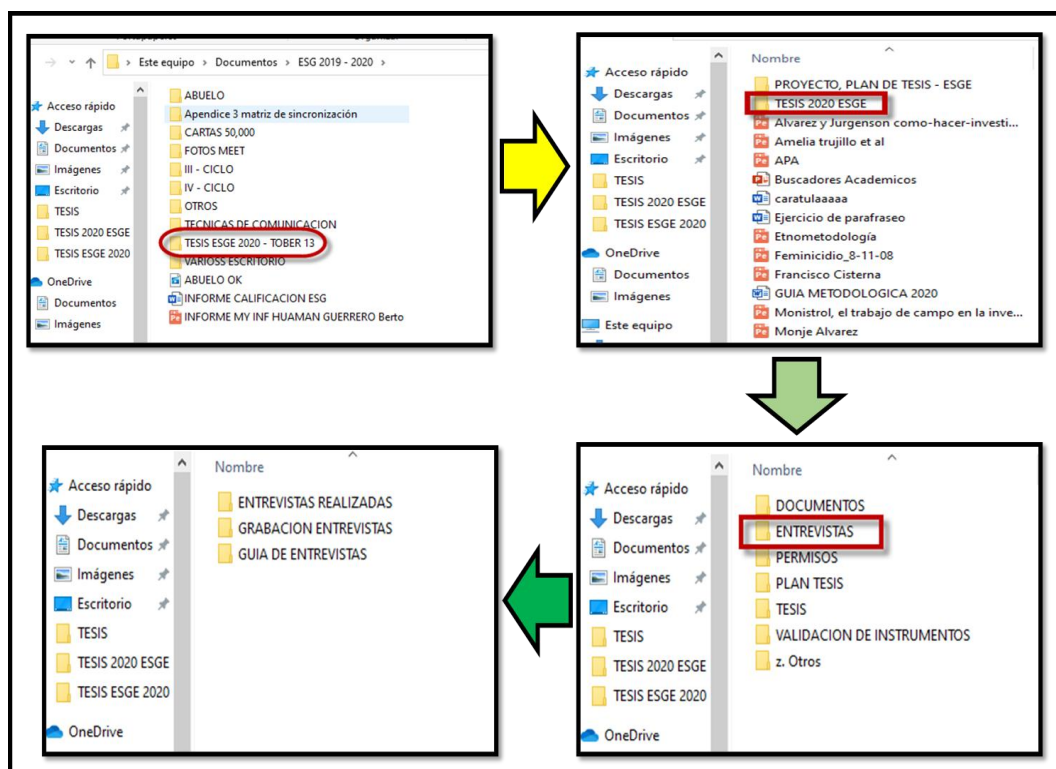 Este equipo > Documentos > ESG 2019 - 2020 >
Acceso rápido
Descargas
Documentos
Imágenes
Escritorio
TESIS
TESIS 2020 ESGE
TESIS ESGE 2020
OneDrive
Documentos
Imágenes
ABUELO
Apendice 3 matriz de sincronización
CARTAS 50,000
FOTOS MEET
III - CICLO
IV - CICLO
OTROS
TECNICAS DE COMUNICACION
TESIS ESGE 2020 - TOBER 13
VARIOSS ESCRITORIO
ABUELO OK
INFORME CALIFICACION ESG
INFORME MY INF HUAMAN GUERRERO Berto
Acceso rápido
Descargas
Documentos
Imágenes
Escritorio
TESIS
TESIS 2020 ESGE
TESIS ESGE 2020
OneDrive
Documentos
Imágenes
Este equipo
Nombre
PROYECTO, PLAN DE TESIS - ESGE
TESIS 2020 ESGE
Alvarez y Jurgenson como-hacer-investi...
Amelia trujillo et al
APA
Buscadores Academicos
caratulaaaaa
Ejercicio de parafraseo
Etnometodología
Feminicidio_8-11-08
Francisco Cisterna
GUIA METODOLOGICA 2020
Monistrol, el trabajo de campo en la inve...
Monje Alvarez
Acceso rápido
Descargas
Documentos
Imágenes
Escritorio
TESIS
TESIS 2020 ESGE
TESIS ESGE 2020
OneDrive
Nombre
ENTREVISTAS REALIZADAS
GRABACION ENTREVISTAS
GUIA DE ENTREVISTAS
Acceso rápido
Descargas
Documentos
Imágenes
Escritorio
TESIS
TESIS 2020 ESGE
TESIS ESGE 2020
OneDrive
Nombre
DOCUMENTOS
ENTREVISTAS
PERMISOS
PLAN TESIS
TESIS
VALIDACION DE INSTRUMENTOS
z. Otros